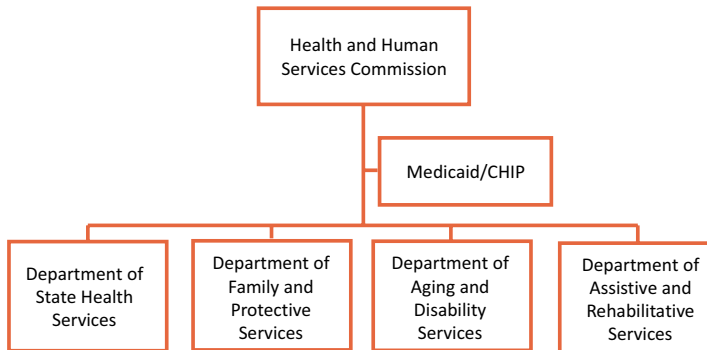 Health and Human
Services Commission
Medicaid/CHIP
Department of
State Health
Services
Department of
Family and
Protective
Services
Department of
Aging and
Disability
Services
Department of
Assistive and
Rehabilitative
Services